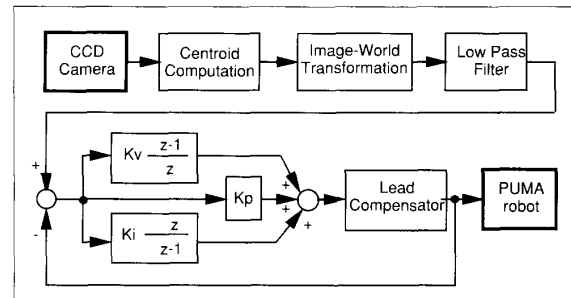 CCD
Camera
Centroid
Computation
Image-World
Transformation
Low Pass
Filter
+
-
Kv z-1
z
Kp
Ki z
z-1
+
+
+
Lead
Compensator
PUMA
robot